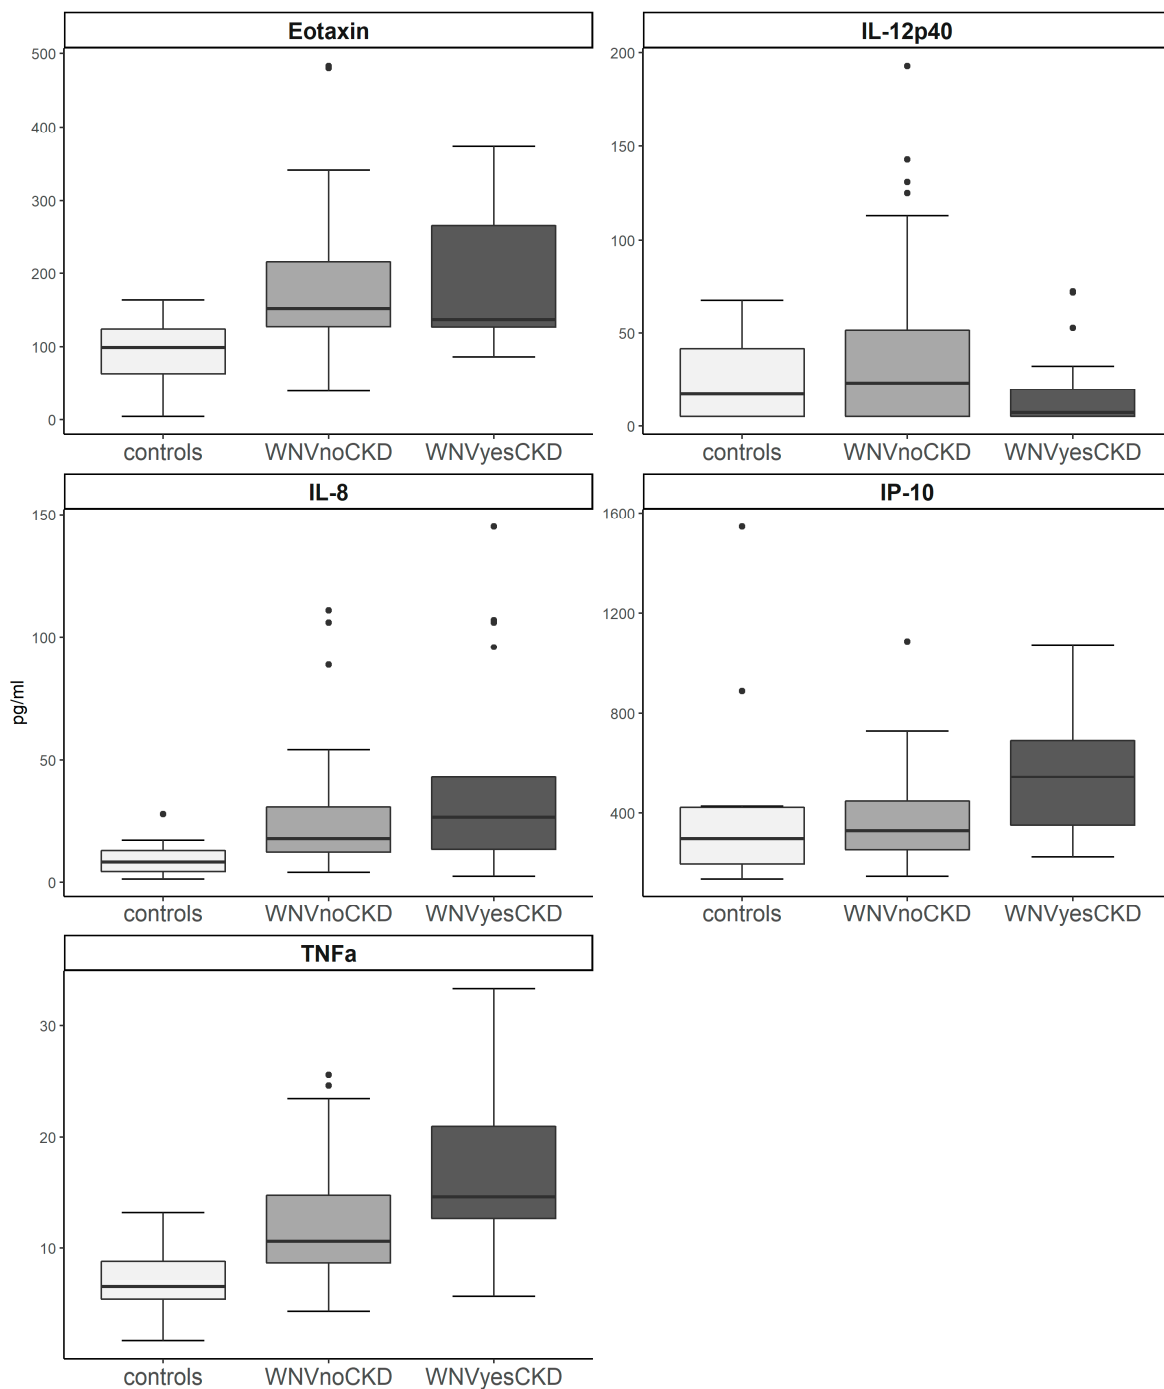 Eotaxin
500
400
300
200
100
0
controls WNVnoCKD WNVyesCKD
IL-12p40
200
150
100
50
0
controls WNVnoCKD WNVyesCKD
pg/ml
IL-8
150
100
50
0
controls WNVnoCKD WNVyesCKD
IP-10
1600
1200
800
400
controls WNVnoCKD WNVyesCKD
TNFa
30
20
10
controls WNVnoCKD WNVyesCKD